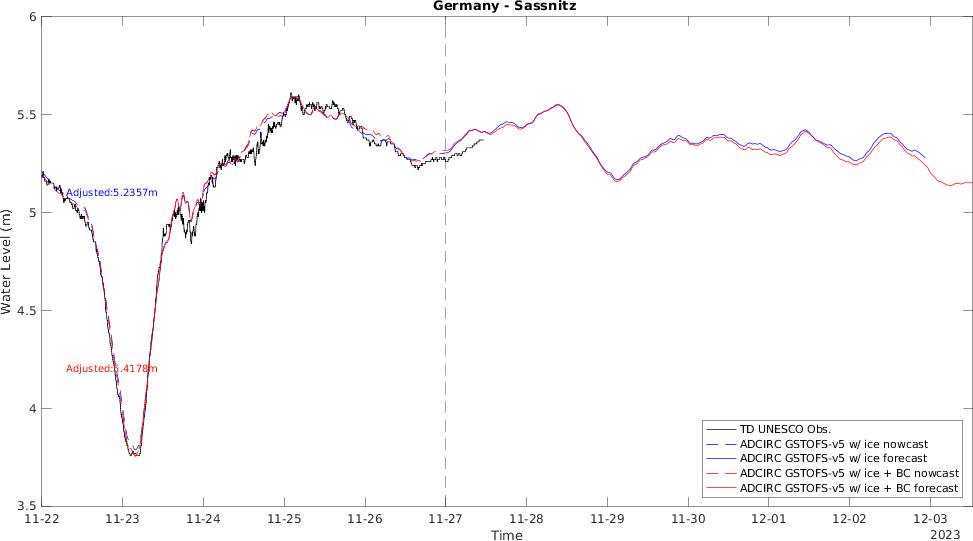 Germany - Sassnitz
6
5.5
5
4.5
4
3.5
Water Level (m)
Adjusted:5.2357m
Adjusted:5.4178m
TD UNESCO Obs.
ADCIRC GSTOFS-v5 w/ ice nowcast
ADCIRC GSTOFS-v5 w/ ice forecast
ADCIRC GSTOFS-v5 w/ ice + BC nowcast
ADCIRC GSTOFS-v5 w/ ice + BC forecast
11-22 11-23 11-24 11-25 11-26 11-27 11-28 11-29 11-30 12-01 12-02 12-03
Time
2023